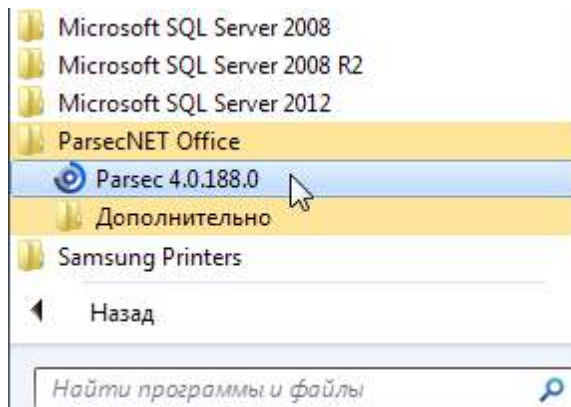 Microsoft SQL Server 2008
Microsoft SQL Server 2008 R2
Microsoft SQL Server 2012
ParsecNET Office
Parsec 4.0.188.0
Дополнительно
Samsung Printers
Назад
Найти программы и файлы